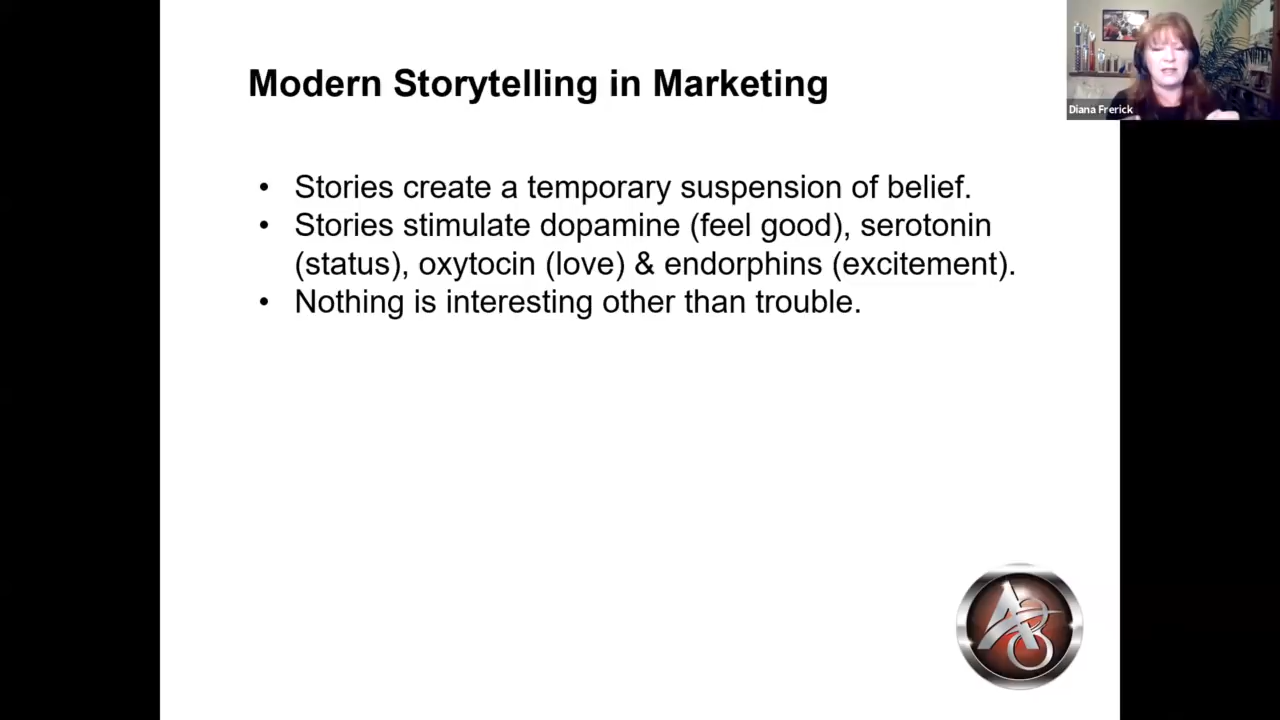 Modern Storytelling in Marketing
Diana Frerick
• Stories create a temporary suspension of belief.
• Stories stimulate dopamine (feel good), serotonin
(status), oxytocin (love) & endorphins (excitement).
• Nothing is interesting other than trouble.